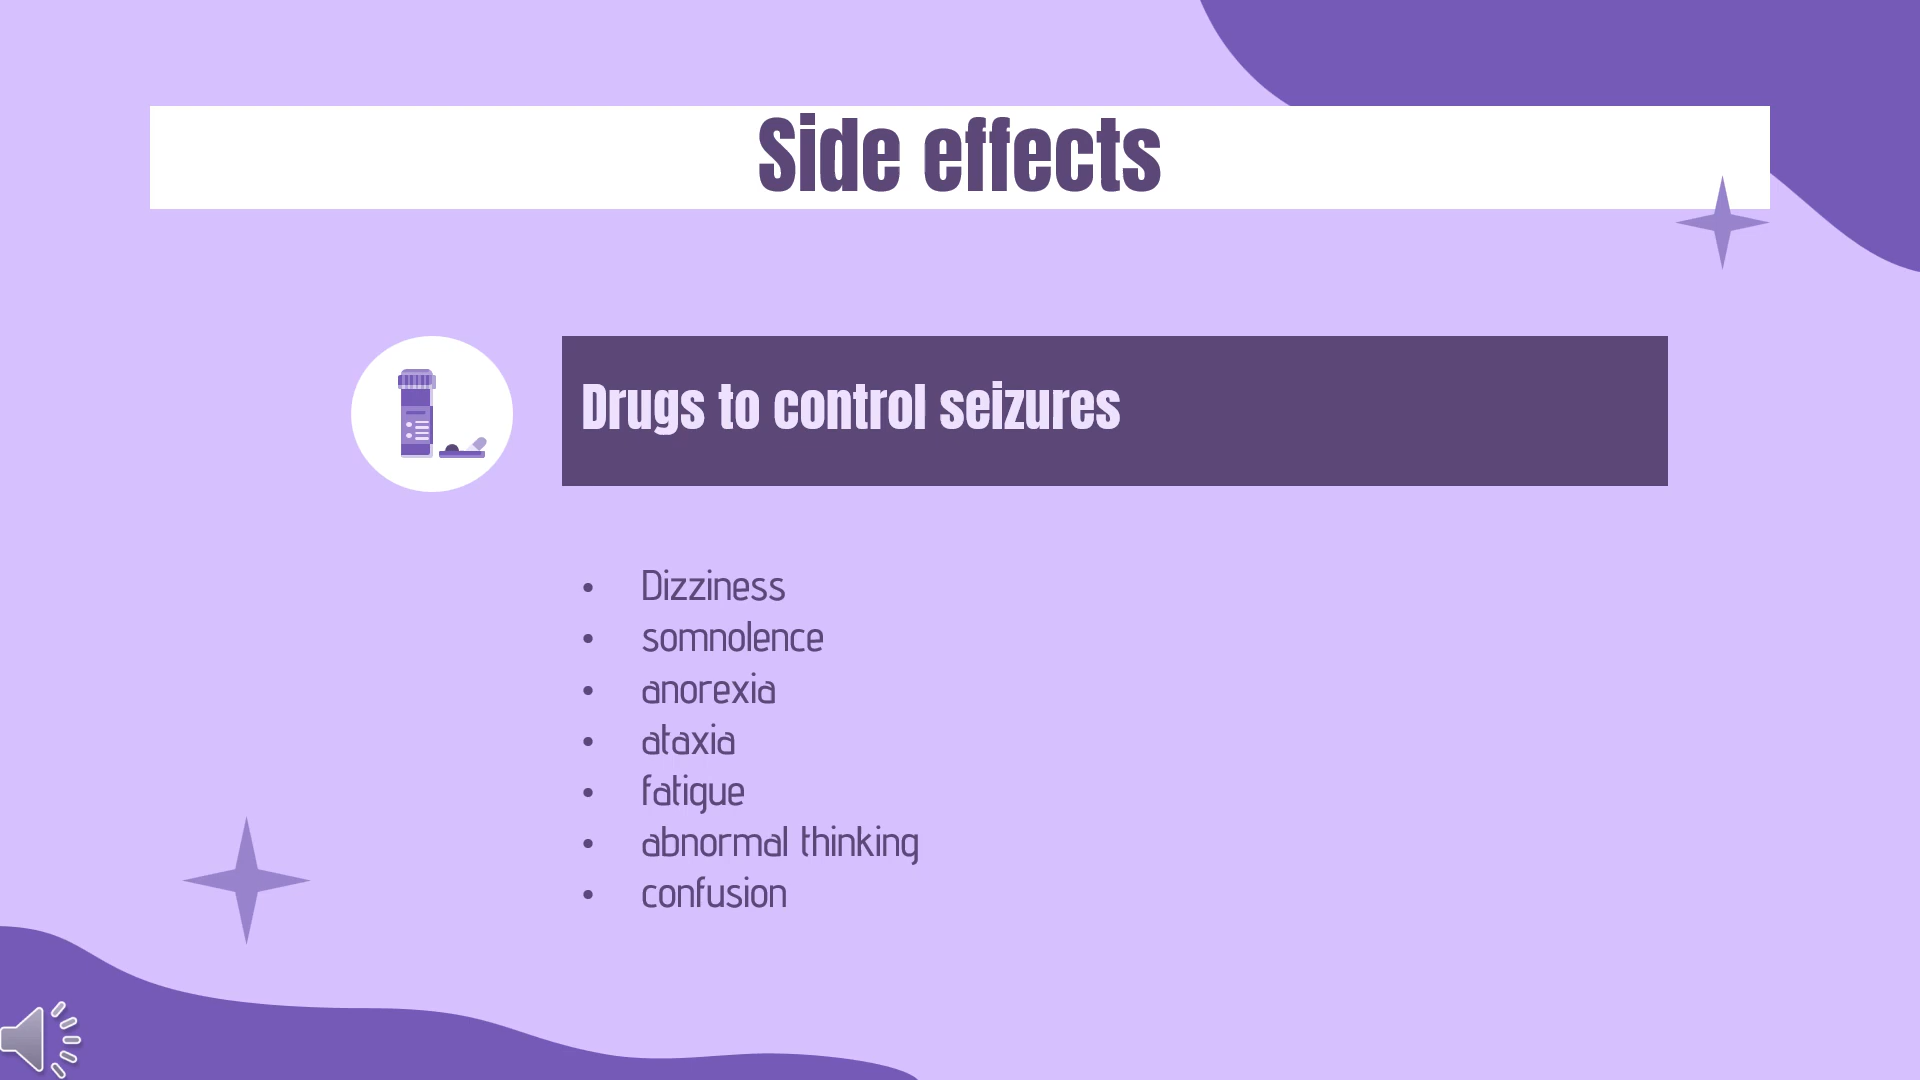 Side effects
Drugs to control seizures
• Dizziness
• somnolence
• anorexia
• ataxia
• fatigue
• abnormal thinking
• confusion